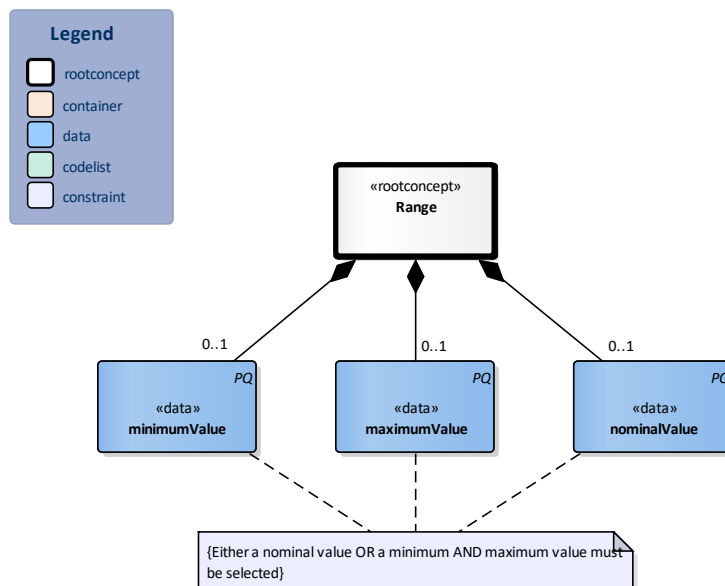 Legend
rootconcept
container
data
codelist
constraint
«rootconcept»
Range
0..1
0..1
0..1
PQ
«data»
minimumValue
PQ
«data»
maximumValue
PQ
«data»
nominalValue
{Either a nominal value OR a minimum AND maximum value must
be selected}